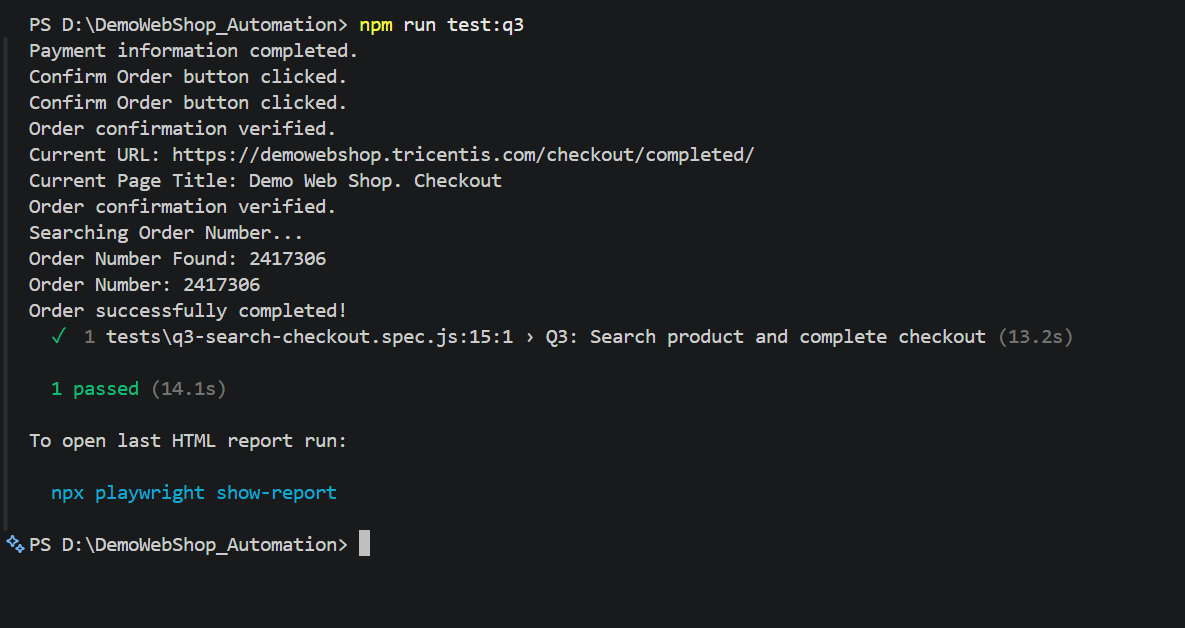 PS D:\DemoWebShop_Automation> npm run test:q3
Payment information completed.
Confirm Order button clicked.
Confirm Order button clicked.
Order confirmation verified.
Current URL: https://demowebshop.tricentis.com/checkout/completed/
Current Page Title: Demo Web Shop. Checkout
Order confirmation verified.
Searching Order Number...
Order Number Found: 2417306
Order Number: 2417306
Order successfully completed!
✓ 1 tests\q3-search-checkout.spec.js:15:1 › Q3: Search product and complete checkout (13.2s)
1 passed (14.1s)
To open last HTML report run:
npx playwright show-report
PS D:\DemoWebShop_Automation>